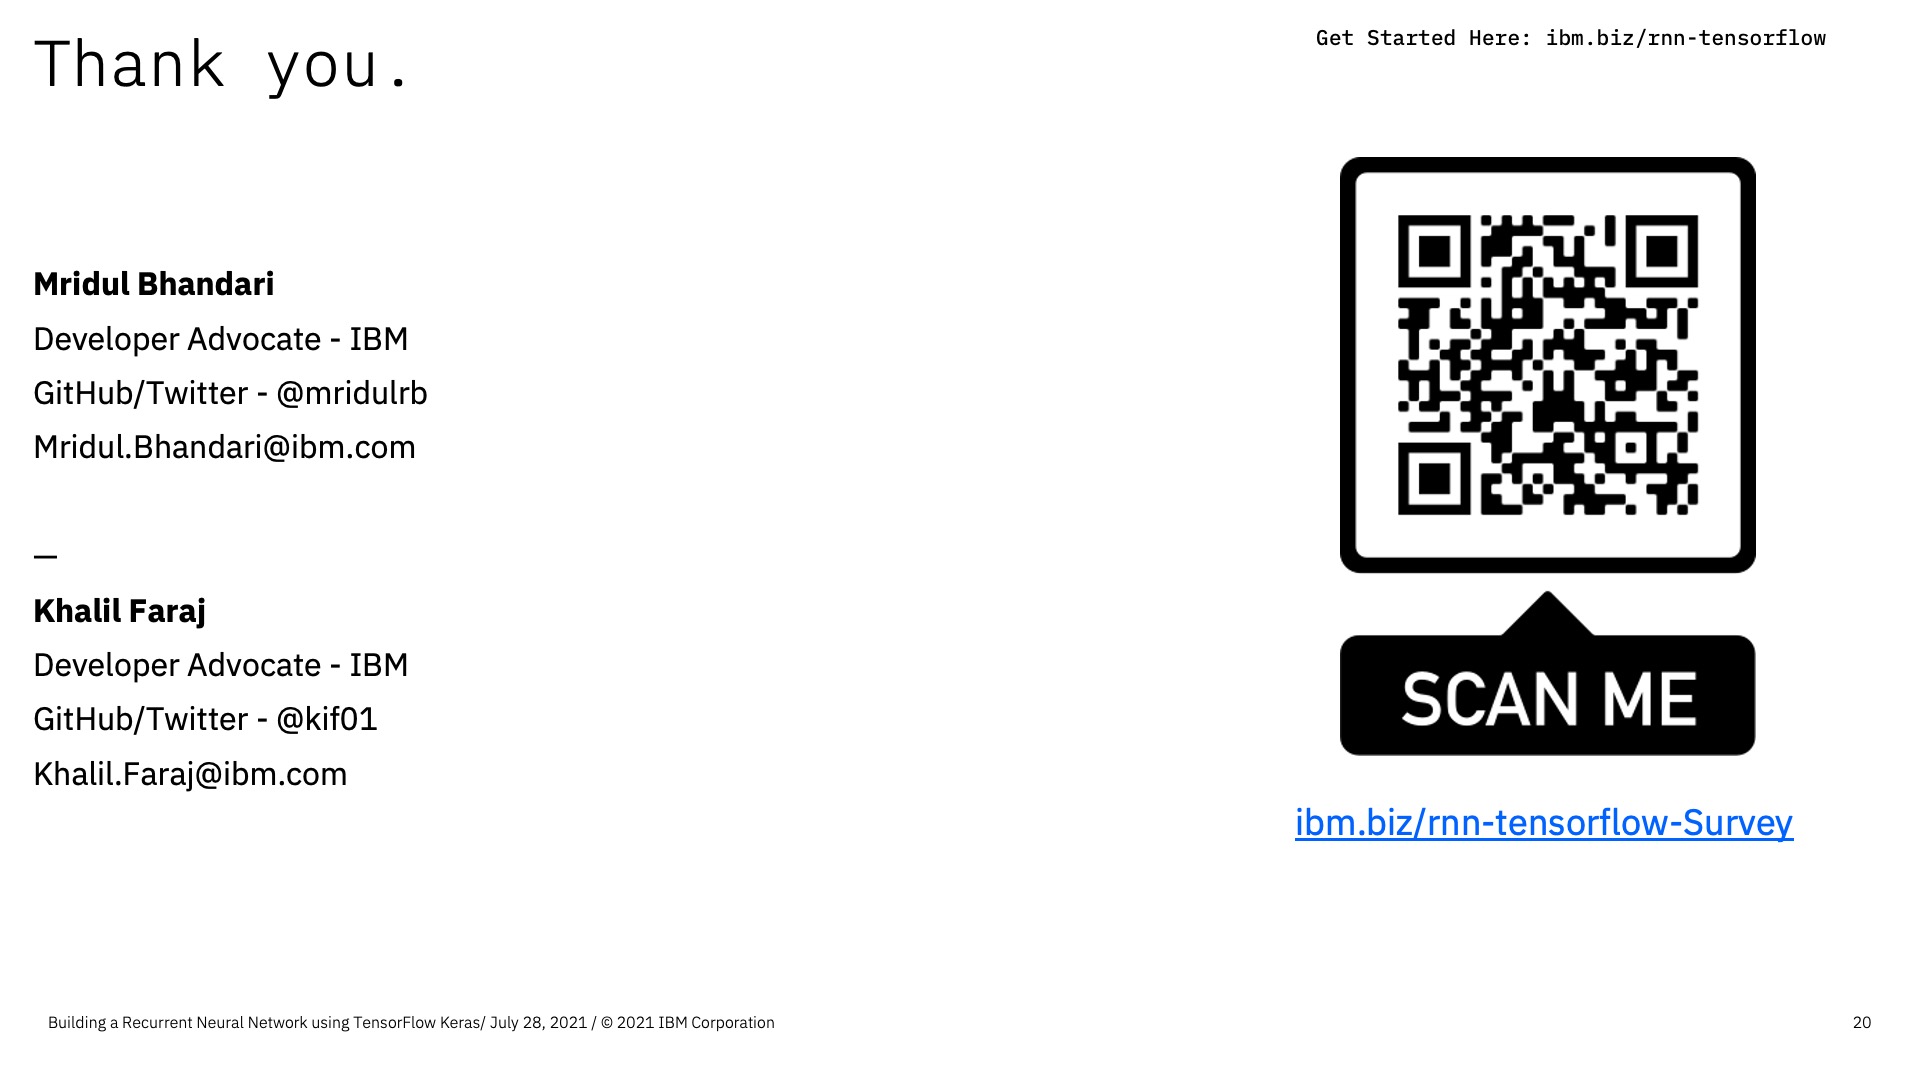 Thank you.
Get Started Here: ibm.biz/rnn-tensorflow
Mridul Bhandari
Developer Advocate - IBM
GitHub/Twitter - @mridulrb
Mridul.Bhandari@ibm.com
—
Khalil Faraj
Developer Advocate - IBM
GitHub/Twitter - @kif01
Khalil.Faraj@ibm.com
SCAN ME
ibm.biz/rnn-tensorflow-Survey
Building a Recurrent Neural Network using TensorFlow Keras/ July 28, 2021 / © 2021 IBM Corporation
20